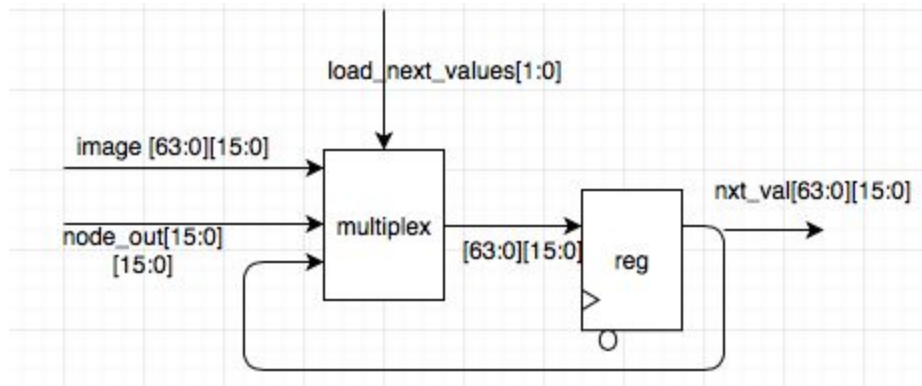 load_next_values[1:0]
image [63:0][15:0]
node_out[15:0]
[15:0]
multiplex
[63:0][15:0]
reg
nxt_val[63:0][15:0]